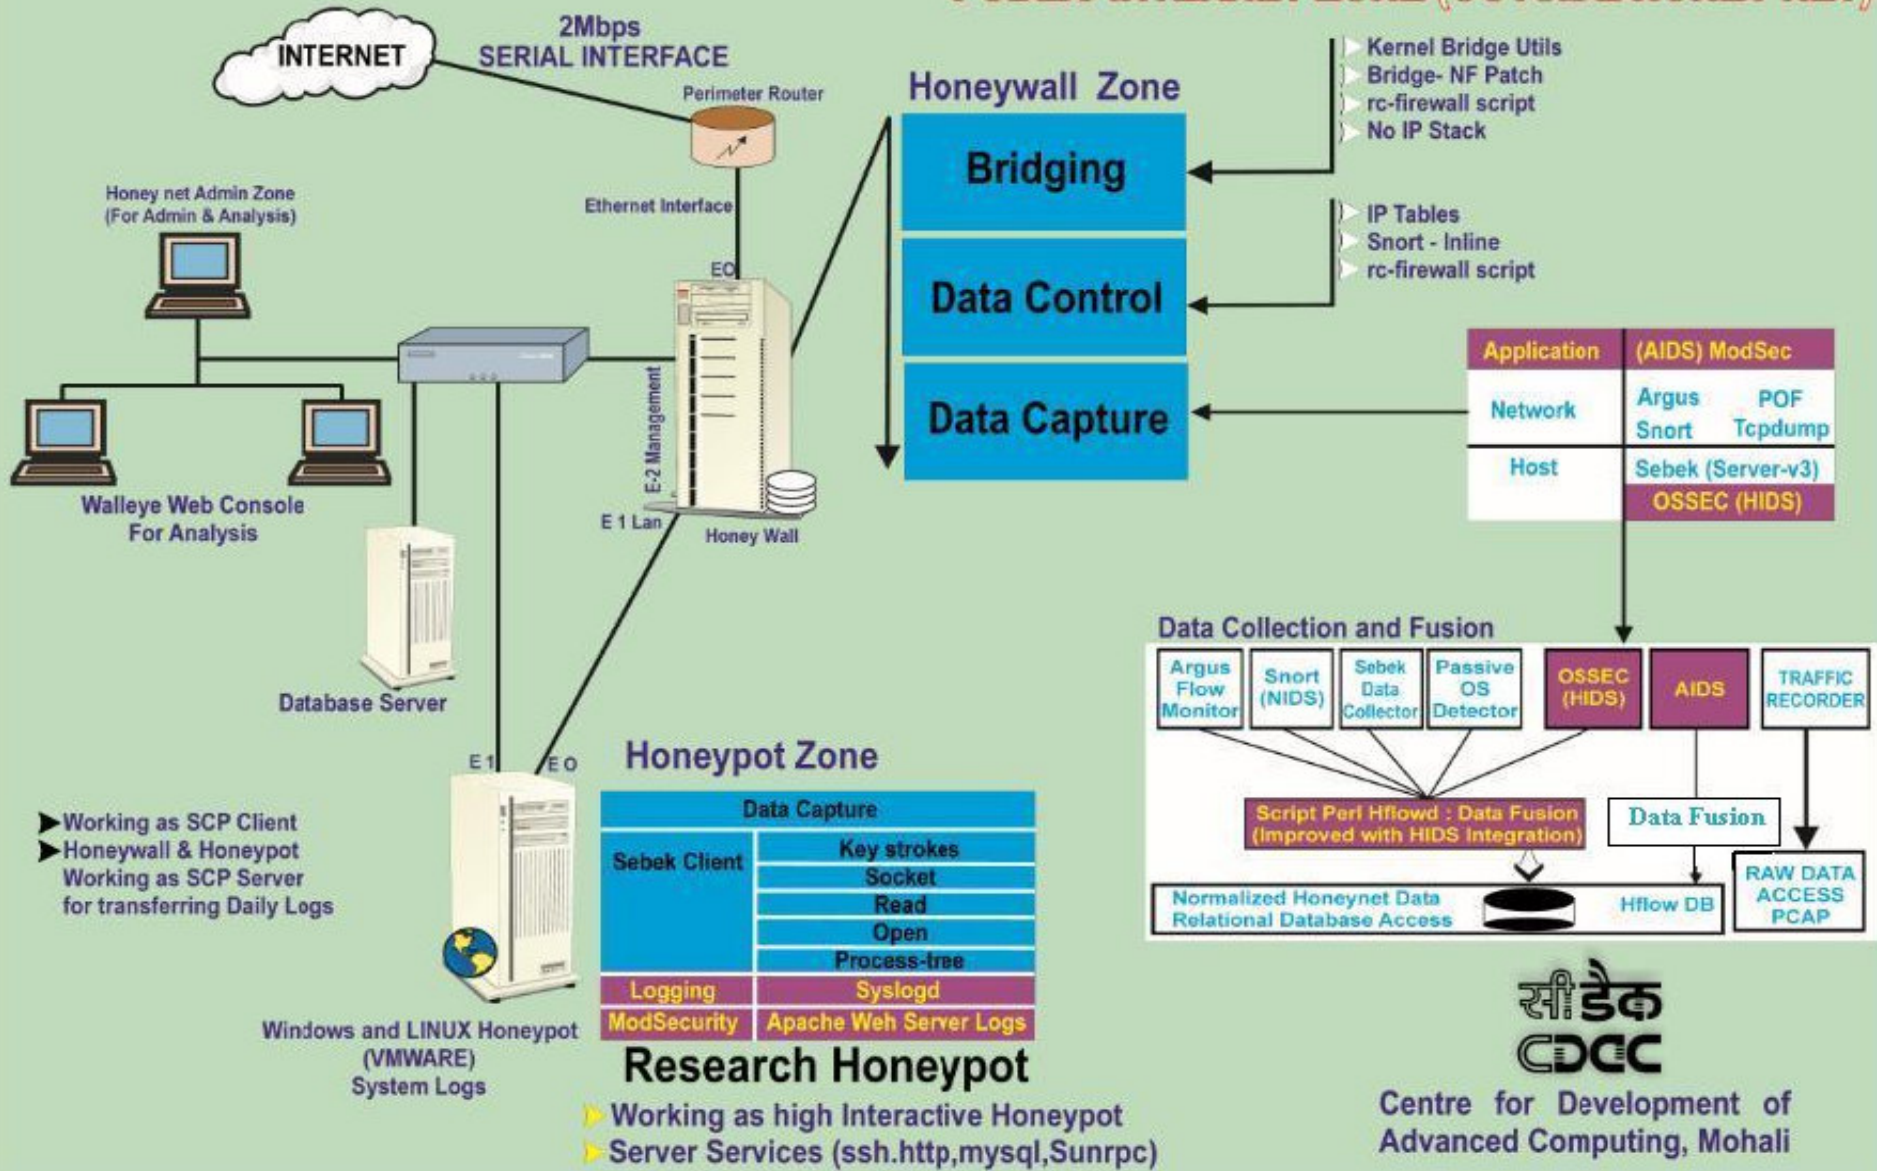 INTERNET
2Mbps
SERIAL INTERFACE
Perimeter Router
Ethernet Interface
EO
Honey net Admin Zone
(For Admin & Analysis)
Walleye Web Console
For Analysis
E-2 Management
E 1 Lan
Honey Wall
Database Server
E 1
E O
Working as SCP Client
Honeywall & Honeypot
Working as SCP Server
for transferring Daily Logs
Windows and LINUX Honeypot
(VMWARE)
System Logs
Honeywall Zone
Bridging
Data Control
Data Capture
Kernel Bridge Utils
Bridge- NF Patch
rc-firewall script
No IP Stack
IP Tables
Snort - Inline
rc-firewall script
Application (AIDS) ModSec
Network Argus POF
Snort Tcpdump
Host Sebek (Server-v3)
OSSEC (HIDS)
Data Collection and Fusion
Argus
Flow
Monitor
Snort
(NIDS)
Sebek
Data
Collector
Passive
OS
Detector
OSSEC
(HIDS)
AIDS
TRAFFIC
RECORDER
Script Perl Hflowd : Data Fusion
(Improved with HIDS Integration)
Data Fusion
Normalized Honeynet Data
Relational Database Access
Hflow DB
RAW DATA
ACCESS
PCAP
Honeypot Zone
Data Capture
Sebek Client
Key strokes
Socket
Read
Open
Process-tree
Logging Syslogd
ModSecurity Apache Weh Server Logs
Research Honeypot
Working as high Interactive Honeypot
Server Services (ssh.http,mysql,Sunrpc)
सी डैक
CDAC
Centre for Development of
Advanced Computing, Mohali